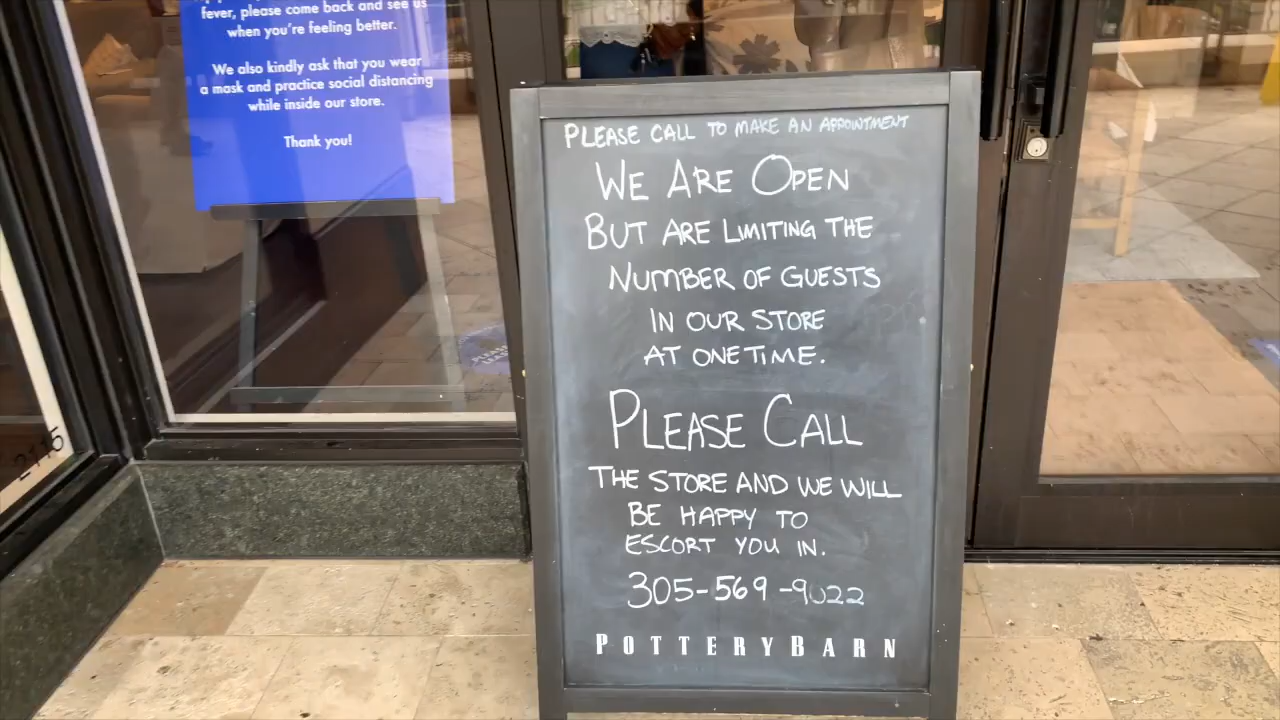 fever, please come back and see us
when you're feeling better.
We also kindly ask that you wear
a mask and practice social distancing
while inside our store.
Thank you!
PLEASE CALL TO MAKE AN APPOINTMENT
WE ARE OPEN
BUT ARE LIMITING THE
NUMBER OF GUESTS
IN OUR STORE
AT ONE TIME.
PLEASE CALL
THE STORE AND WE WILL
BE HAPPY TO
ESCORT YOU IN.
305-569-9022
POTTERYBARN
2115